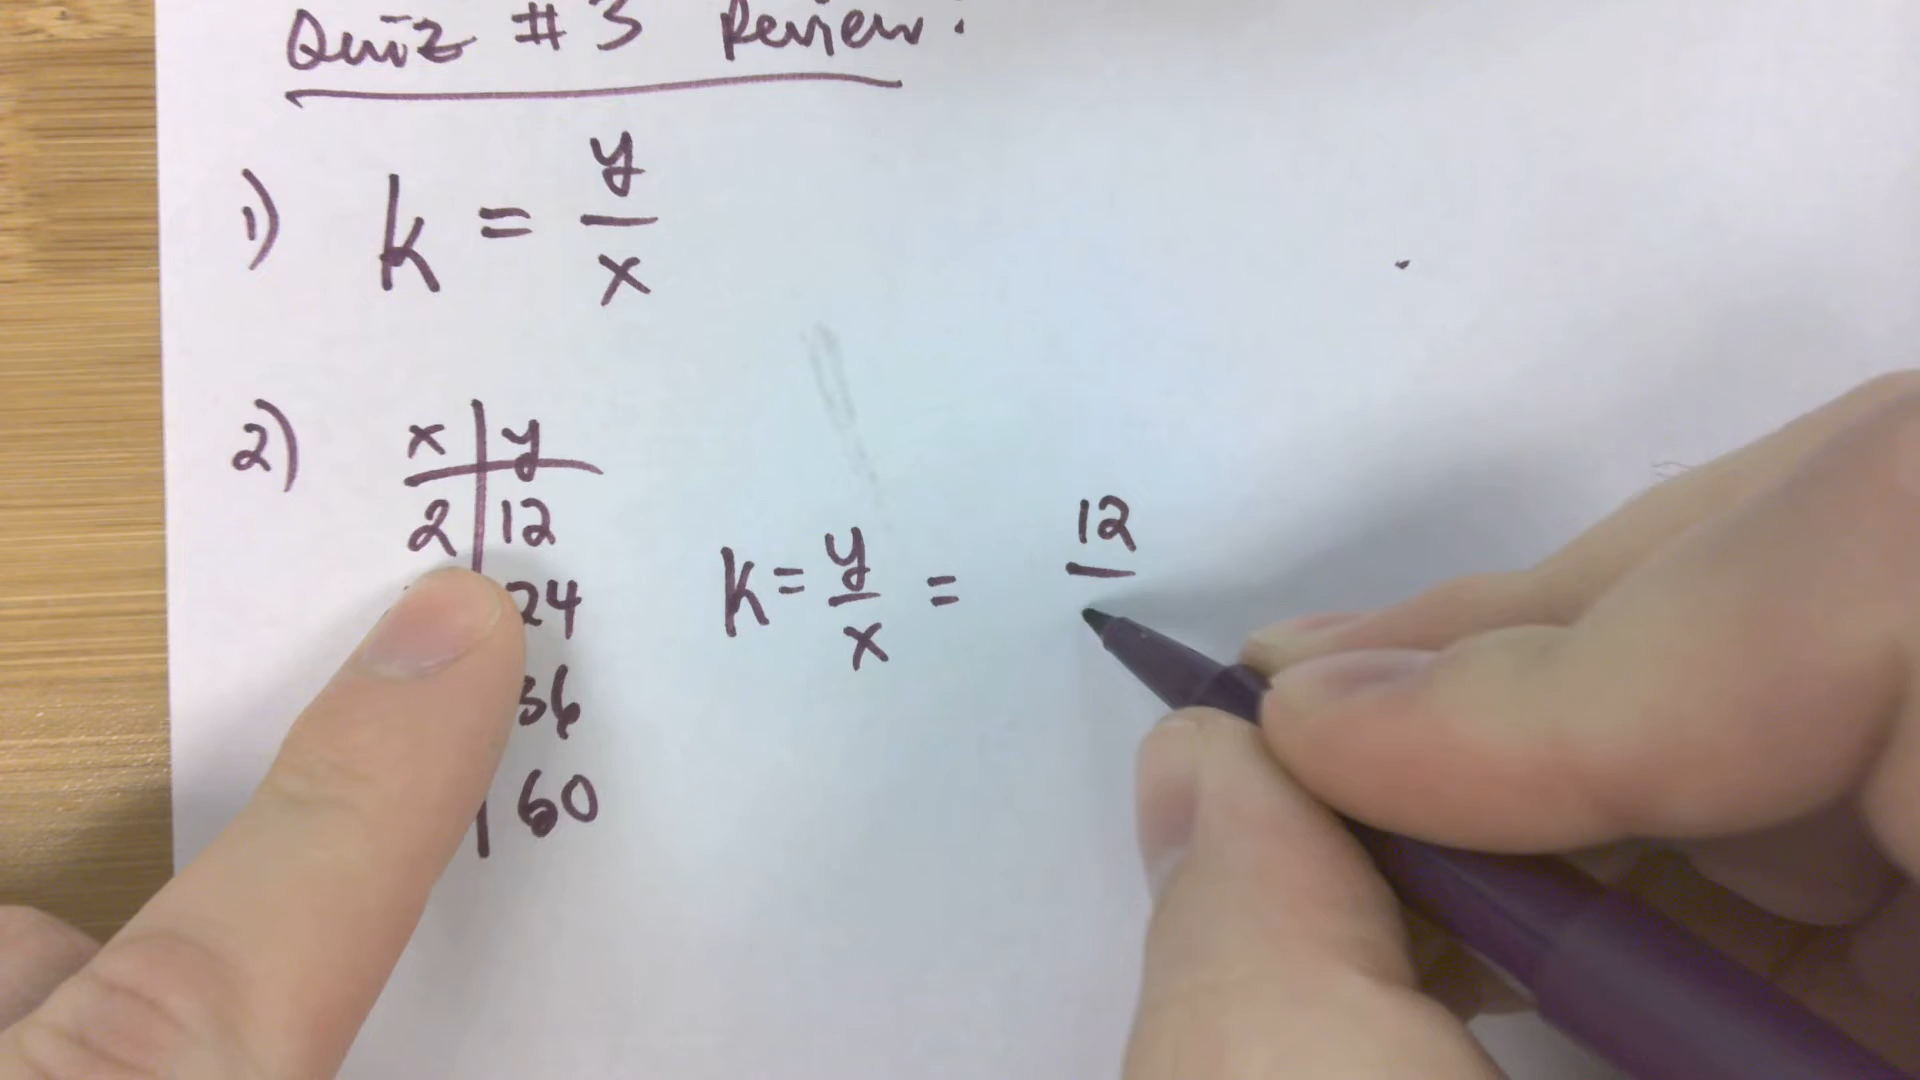 Quiz #3 Review:
1) k = y/x
2) x | y
2 | 12
24
36
60
k = y/x = 12/